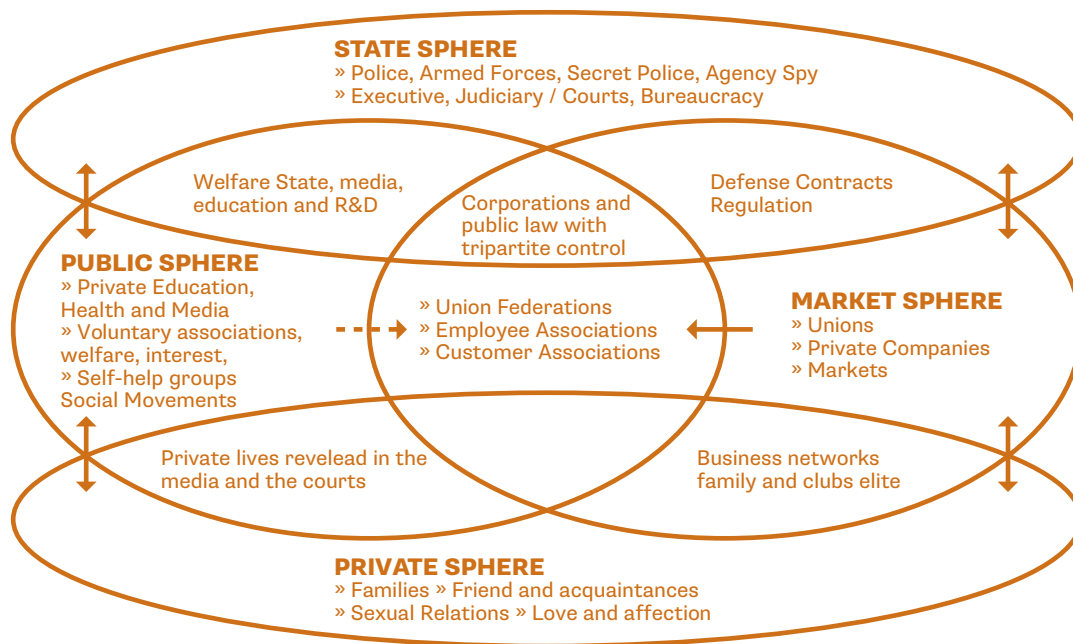 STATE SPHERE
» Police, Armed Forces, Secret Police, Agency Spy
» Executive, Judiciary / Courts, Bureaucracy
Welfare State, media,
education and R&D
Corporations and
public law with
tripartite control
Defense Contracts
Regulation
PUBLIC SPHERE
» Private Education,
Health and Media
» Voluntary associations,
welfare, interest,
» Self-help groups
Social Movements
» Union Federations
» Employee Associations
» Customer Associations
MARKET SPHERE
» Unions
» Private Companies
» Markets
Private lives revelead in the
media and the courts
Business networks
family and clubs elite
PRIVATE SPHERE
» Families » Friend and acquaintances
» Sexual Relations » Love and affection